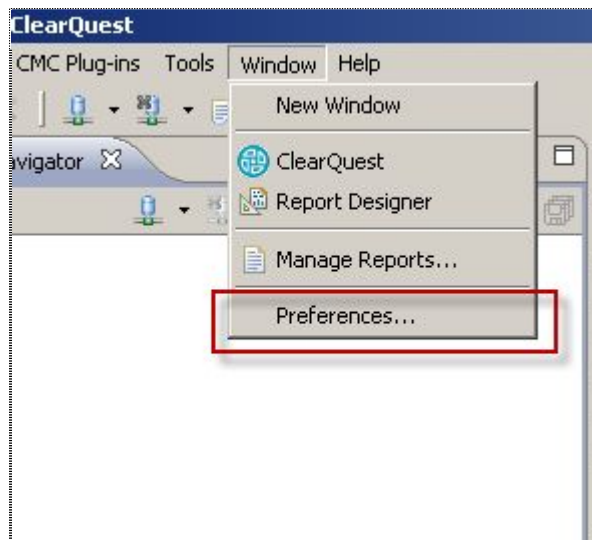 ClearQuest
CMC Plug-ins Tools Window Help
New Window
avigator
ClearQuest
Report Designer
Manage Reports...
Preferences...